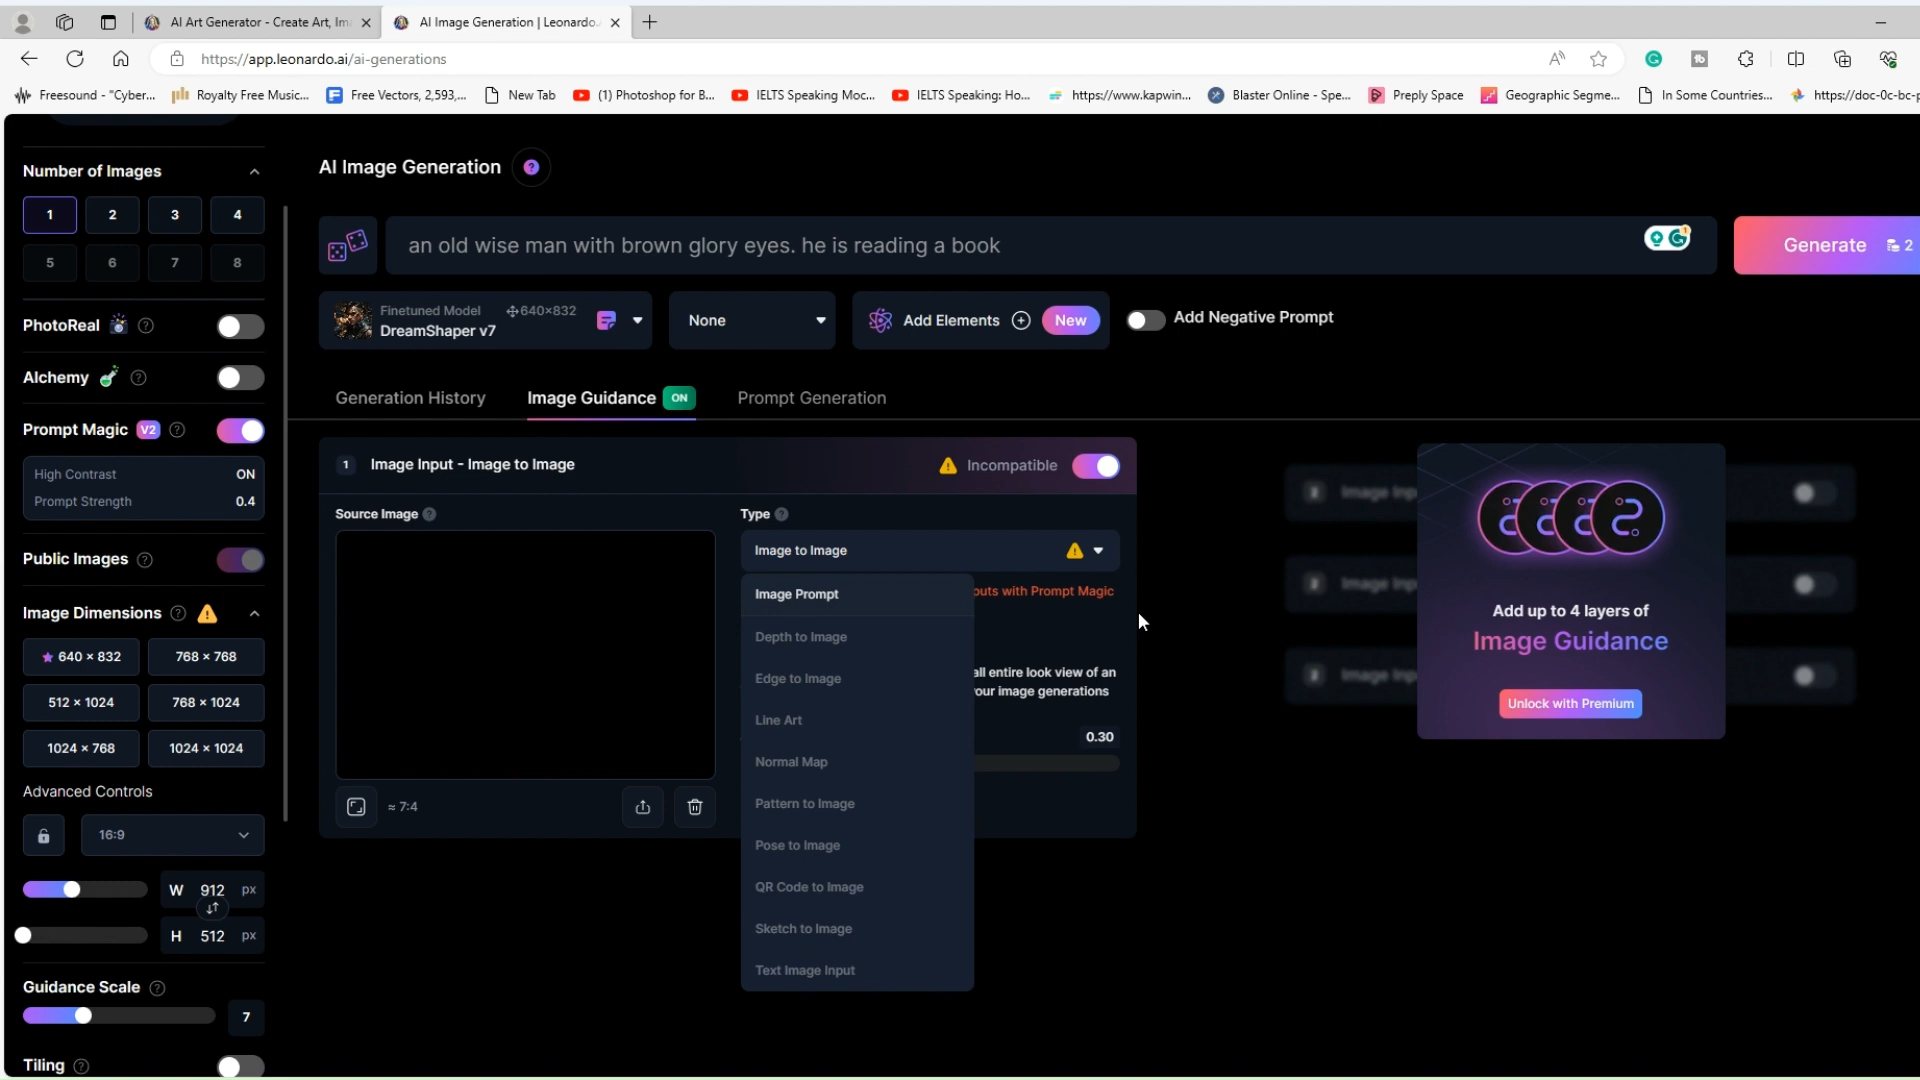 AI Art Generator - Create Art, Im
AI Image Generation | Leonardo.
https://app.leonardo.ai/ai-generations
Freesound - "Cyber...
Royalty Free Music...
Free Vectors, 2,593,...
New Tab
(1) Photoshop for B...
IELTS Speaking Moc...
IELTS Speaking: Ho...
https://www.kapwin...
Blaster Online - Spe...
Preply Space
Geographic Segme...
In Some Countries...
https://doc-0c-bc-p
Number of Images
1 2 3 4
5 6 7 8
PhotoReal
Alchemy
Prompt Magic V2
High Contrast ON
Prompt Strength 0.4
Public Images
Image Dimensions
640 × 832 768 × 768
512 × 1024 768 × 1024
1024 × 768 1024 × 1024
Advanced Controls
16:9
W 912 px
H 512 px
Guidance Scale
7
Tiling
AI Image Generation
an old wise man with brown glory eyes. he is reading a book
Generate 2
Finetuned Model 640×832
DreamShaper v7
None
Add Elements New
Add Negative Prompt
Generation History
Image Guidance ON
Prompt Generation
1 Image Input - Image to Image
Incompatible
Source Image
≈ 7:4
Type
Image to Image
Image Prompt
Depth to Image
Edge to Image
Line Art
Normal Map
Pattern to Image
Pose to Image
QR Code to Image
Sketch to Image
Text Image Input
puts with Prompt Magic
all entire look view of an
your image generations
0.30
Image Inp
Image Inp
Image Inp
Add up to 4 layers of
Image Guidance
Unlock with Premium